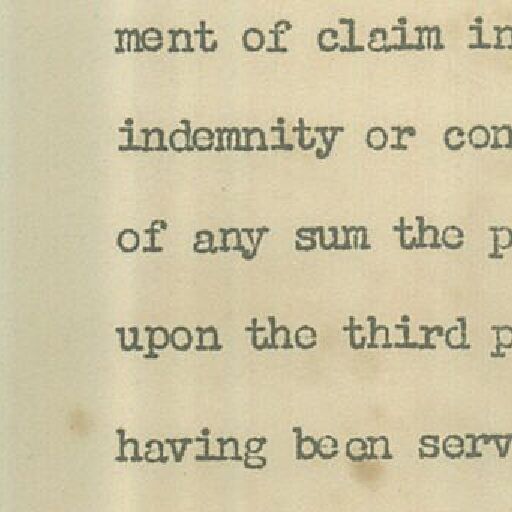 ment of claim in
indemnity or con
of any sum the p
upon the third p
having been serv